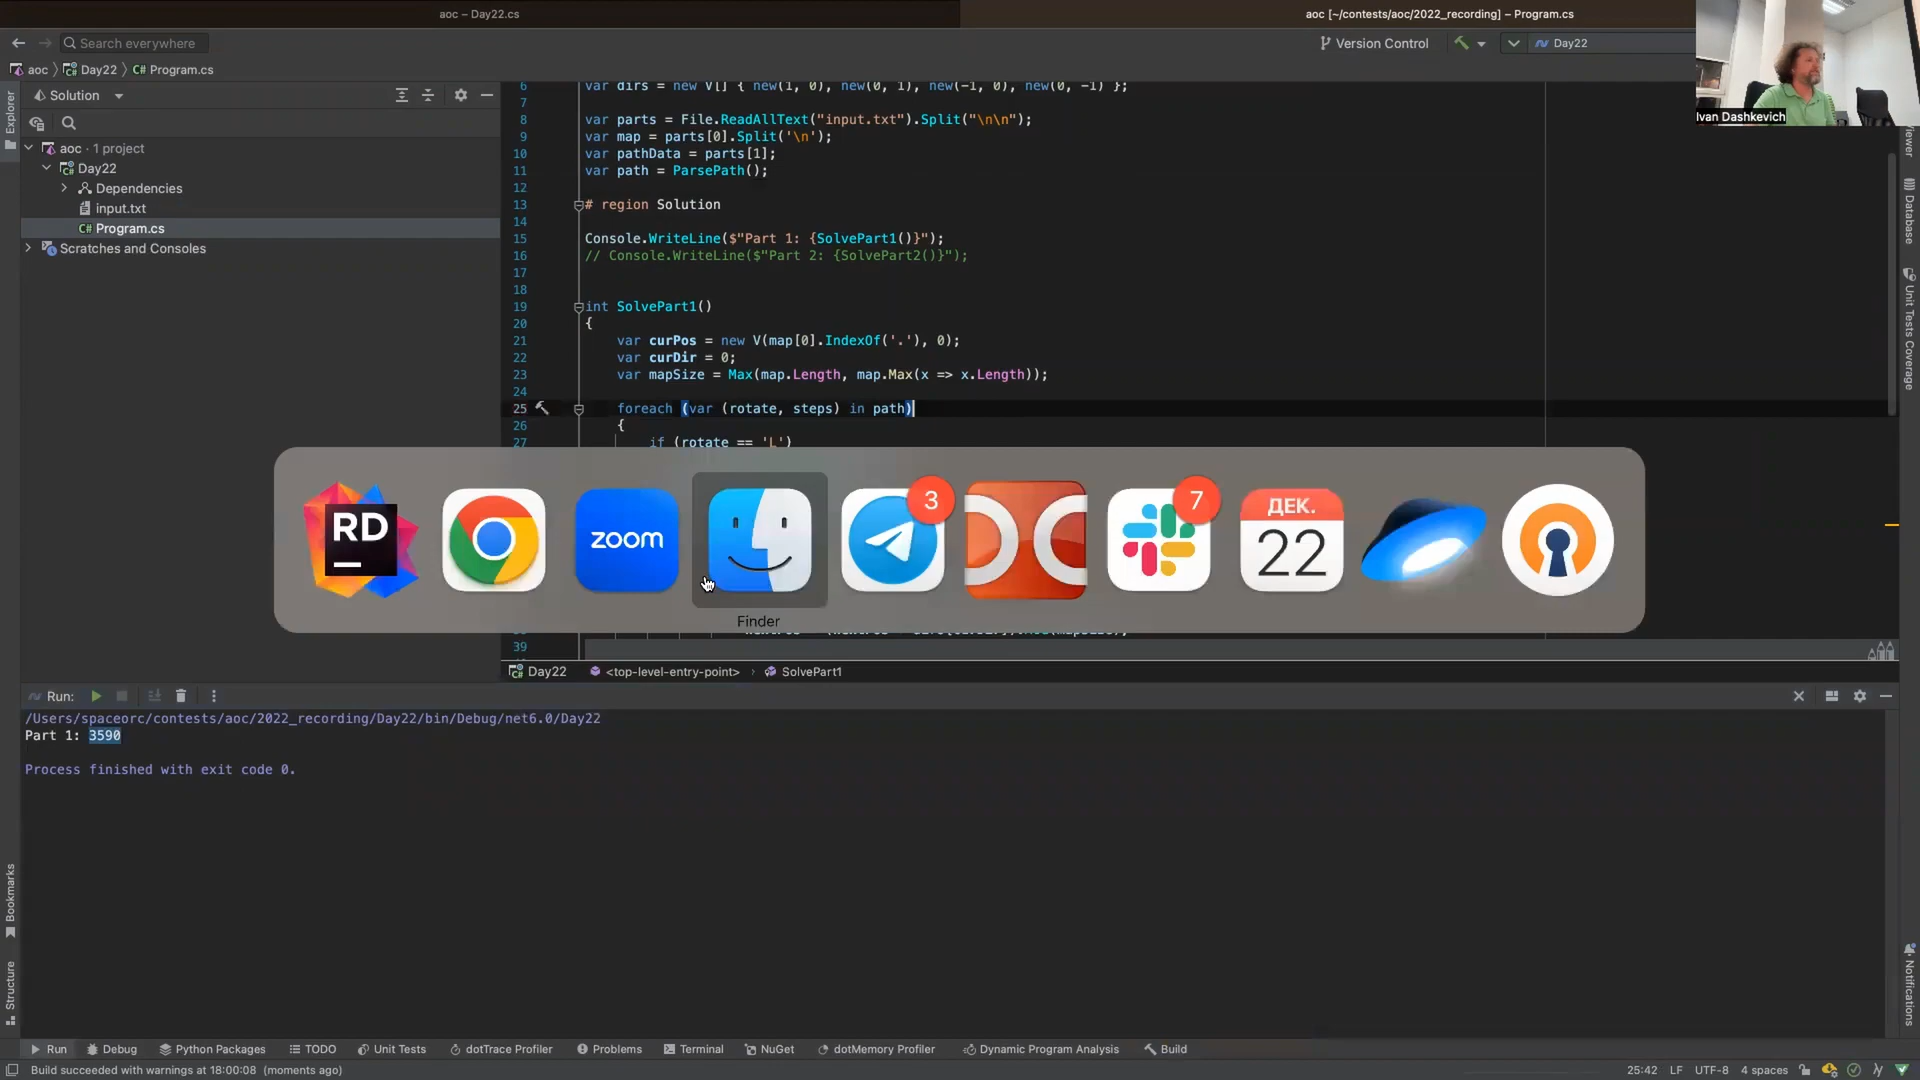 aoc – Day22.cs
aoc [~/contests/aoc/2022_recording] – Program.cs
Search everywhere
Version Control
Day22
aoc
Day22
C# Program.cs
Ivan Dashkevich
Explorer
Solution
aoc · 1 project
Day22
Dependencies
input.txt
C# Program.cs
Scratches and Consoles
6 var dirs = new V[] { new(1, 0), new(0, 1), new(-1, 0), new(0, -1) };
7
8 var parts = File.ReadAllText("input.txt").Split("\n\n");
9 var map = parts[0].Split('\n');
10 var pathData = parts[1];
11 var path = ParsePath();
12
13 # region Solution
14
15 Console.WriteLine($"Part 1: {SolvePart1()}");
16 // Console.WriteLine($"Part 2: {SolvePart2()}");
17
18
19 int SolvePart1()
20 {
21 var curPos = new V(map[0].IndexOf('.'), 0);
22 var curDir = 0;
23 var mapSize = Max(map.Length, map.Max(x => x.Length));
24
25 foreach (var (rotate, steps) in path)
26 {
27 if (rotate == 'L')
RD
zoom
3
7
ДЕК.
22
Finder
39
Day22
<top-level-entry-point>
SolvePart1
Viewer
Database
Unit Tests Coverage
Notifications
Run:
/Users/spaceorc/contests/aoc/2022_recording/Day22/bin/Debug/net6.0/Day22
Part 1: 3590
Process finished with exit code 0.
Bookmarks
Structure
Run
Debug
Python Packages
TODO
Unit Tests
dotTrace Profiler
Problems
Terminal
NuGet
dotMemory Profiler
Dynamic Program Analysis
Build
Build succeeded with warnings at 18:00:08 (moments ago)
25:42
LF
UTF-8
4 spaces